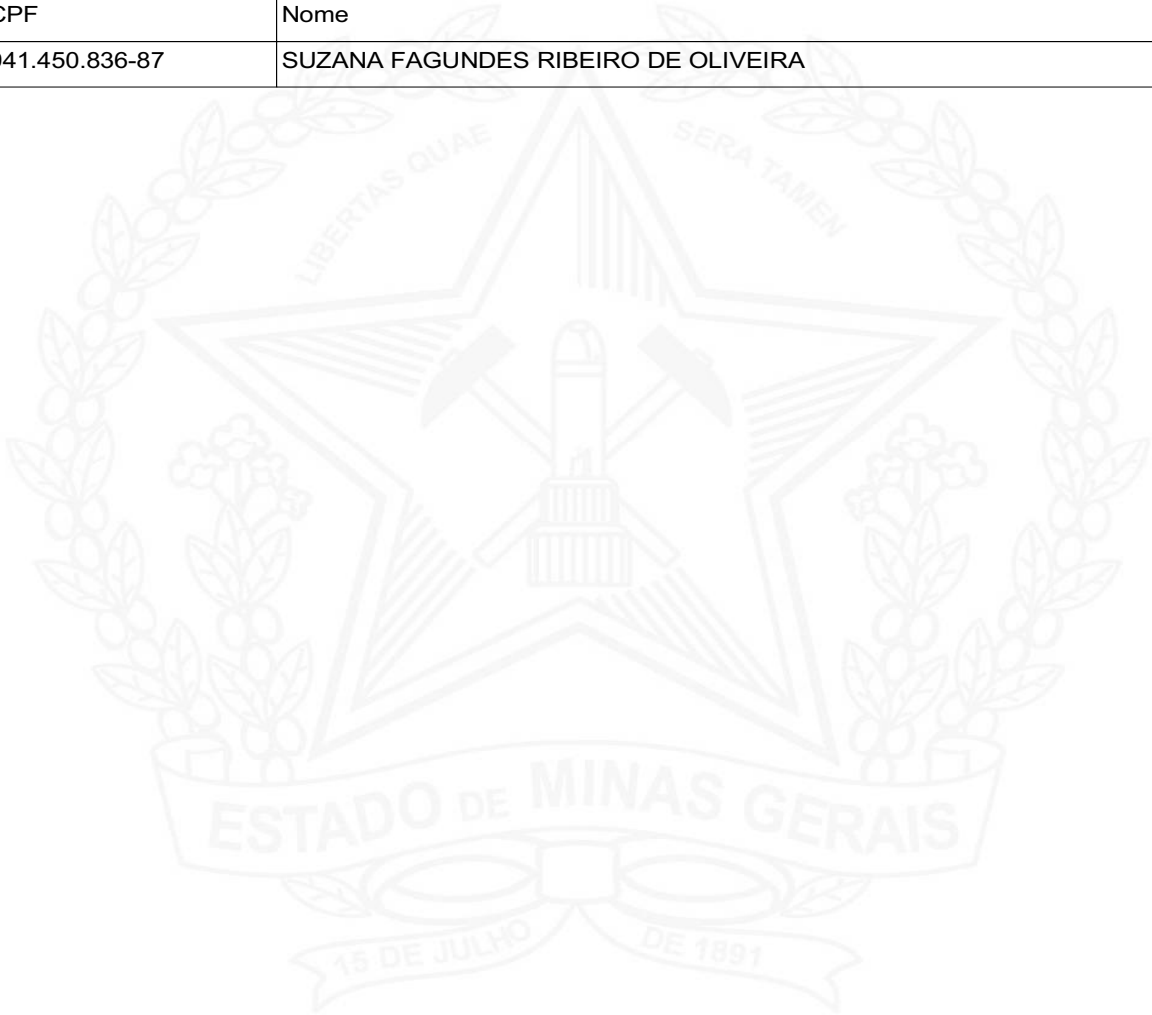 CPF Nome
041.450.836-87 SUZANA FAGUNDES RIBEIRO DE OLIVEIRA
LIBERTAS QUAE SERA TAMEN
ESTADO DE MINAS GERAIS
15 DE JULHO DE 1891